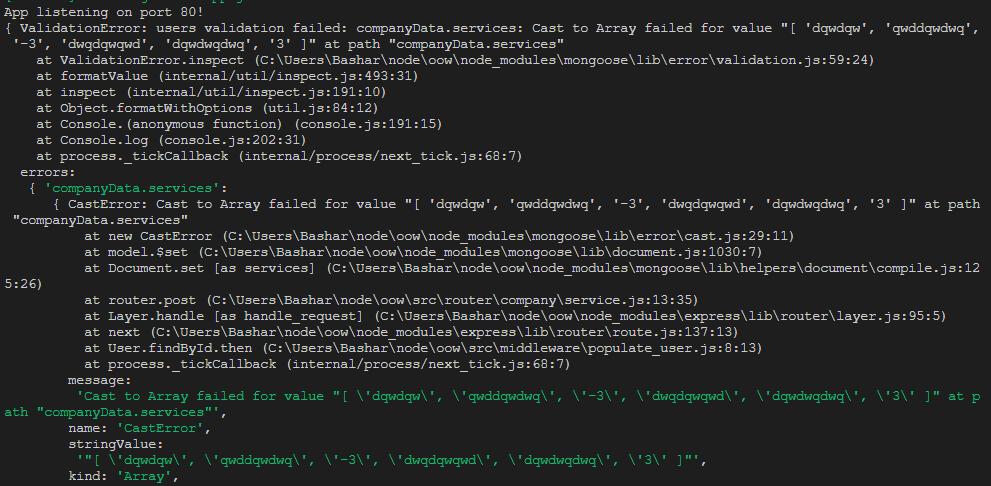 App listening on port 80!
{ ValidationError: users validation failed: companyData.services: Cast to Array failed for value "[ 'dqwdqw', 'qwddqwdwq',
 '-3', 'dwqdqwqwd', 'dqwdwqdwq', '3' ]" at path "companyData.services"
    at ValidationError.inspect (C:\Users\Bashar\node\oow\node_modules\mongoose\lib\error\validation.js:59:24)
    at formatValue (internal/util/inspect.js:493:31)
    at inspect (internal/util/inspect.js:191:10)
    at Object.formatWithOptions (util.js:84:12)
    at Console.(anonymous function) (console.js:191:15)
    at Console.log (console.js:202:31)
    at process._tickCallback (internal/process/next_tick.js:68:7)
  errors:
   { 'companyData.services':
      { CastError: Cast to Array failed for value "[ 'dqwdqw', 'qwddqwdwq', '-3', 'dwqdqwqwd', 'dqwdwqdwq', '3' ]" at path
 "companyData.services"
          at new CastError (C:\Users\Bashar\node\oow\node_modules\mongoose\lib\error\cast.js:29:11)
          at model.$set (C:\Users\Bashar\node\oow\node_modules\mongoose\lib\document.js:1030:7)
          at Document.set [as services] (C:\Users\Bashar\node\oow\node_modules\mongoose\lib\helpers\document\compile.js:12
5:26)
          at router.post (C:\Users\Bashar\node\oow\src\router\company\service.js:13:35)
          at Layer.handle [as handle_request] (C:\Users\Bashar\node\oow\node_modules\express\lib\router\layer.js:95:5)
          at next (C:\Users\Bashar\node\oow\node_modules\express\lib\router\route.js:137:13)
          at User.findById.then (C:\Users\Bashar\node\oow\src\middleware\populate_user.js:8:13)
          at process._tickCallback (internal/process/next_tick.js:68:7)
        message:
         'Cast to Array failed for value "[ \'dqwdqw\', \'qwddqwdwq\', \'-3\', \'dwqdqwqwd\', \'dqwdwqdwq\', \'3\' ]" at p
ath "companyData.services"',
        name: 'CastError',
        stringValue:
         '"[ \'dqwdqw\', \'qwddqwdwq\', \'-3\', \'dwqdqwqwd\', \'dqwdwqdwq\', \'3\' ]"',
        kind: 'Array',